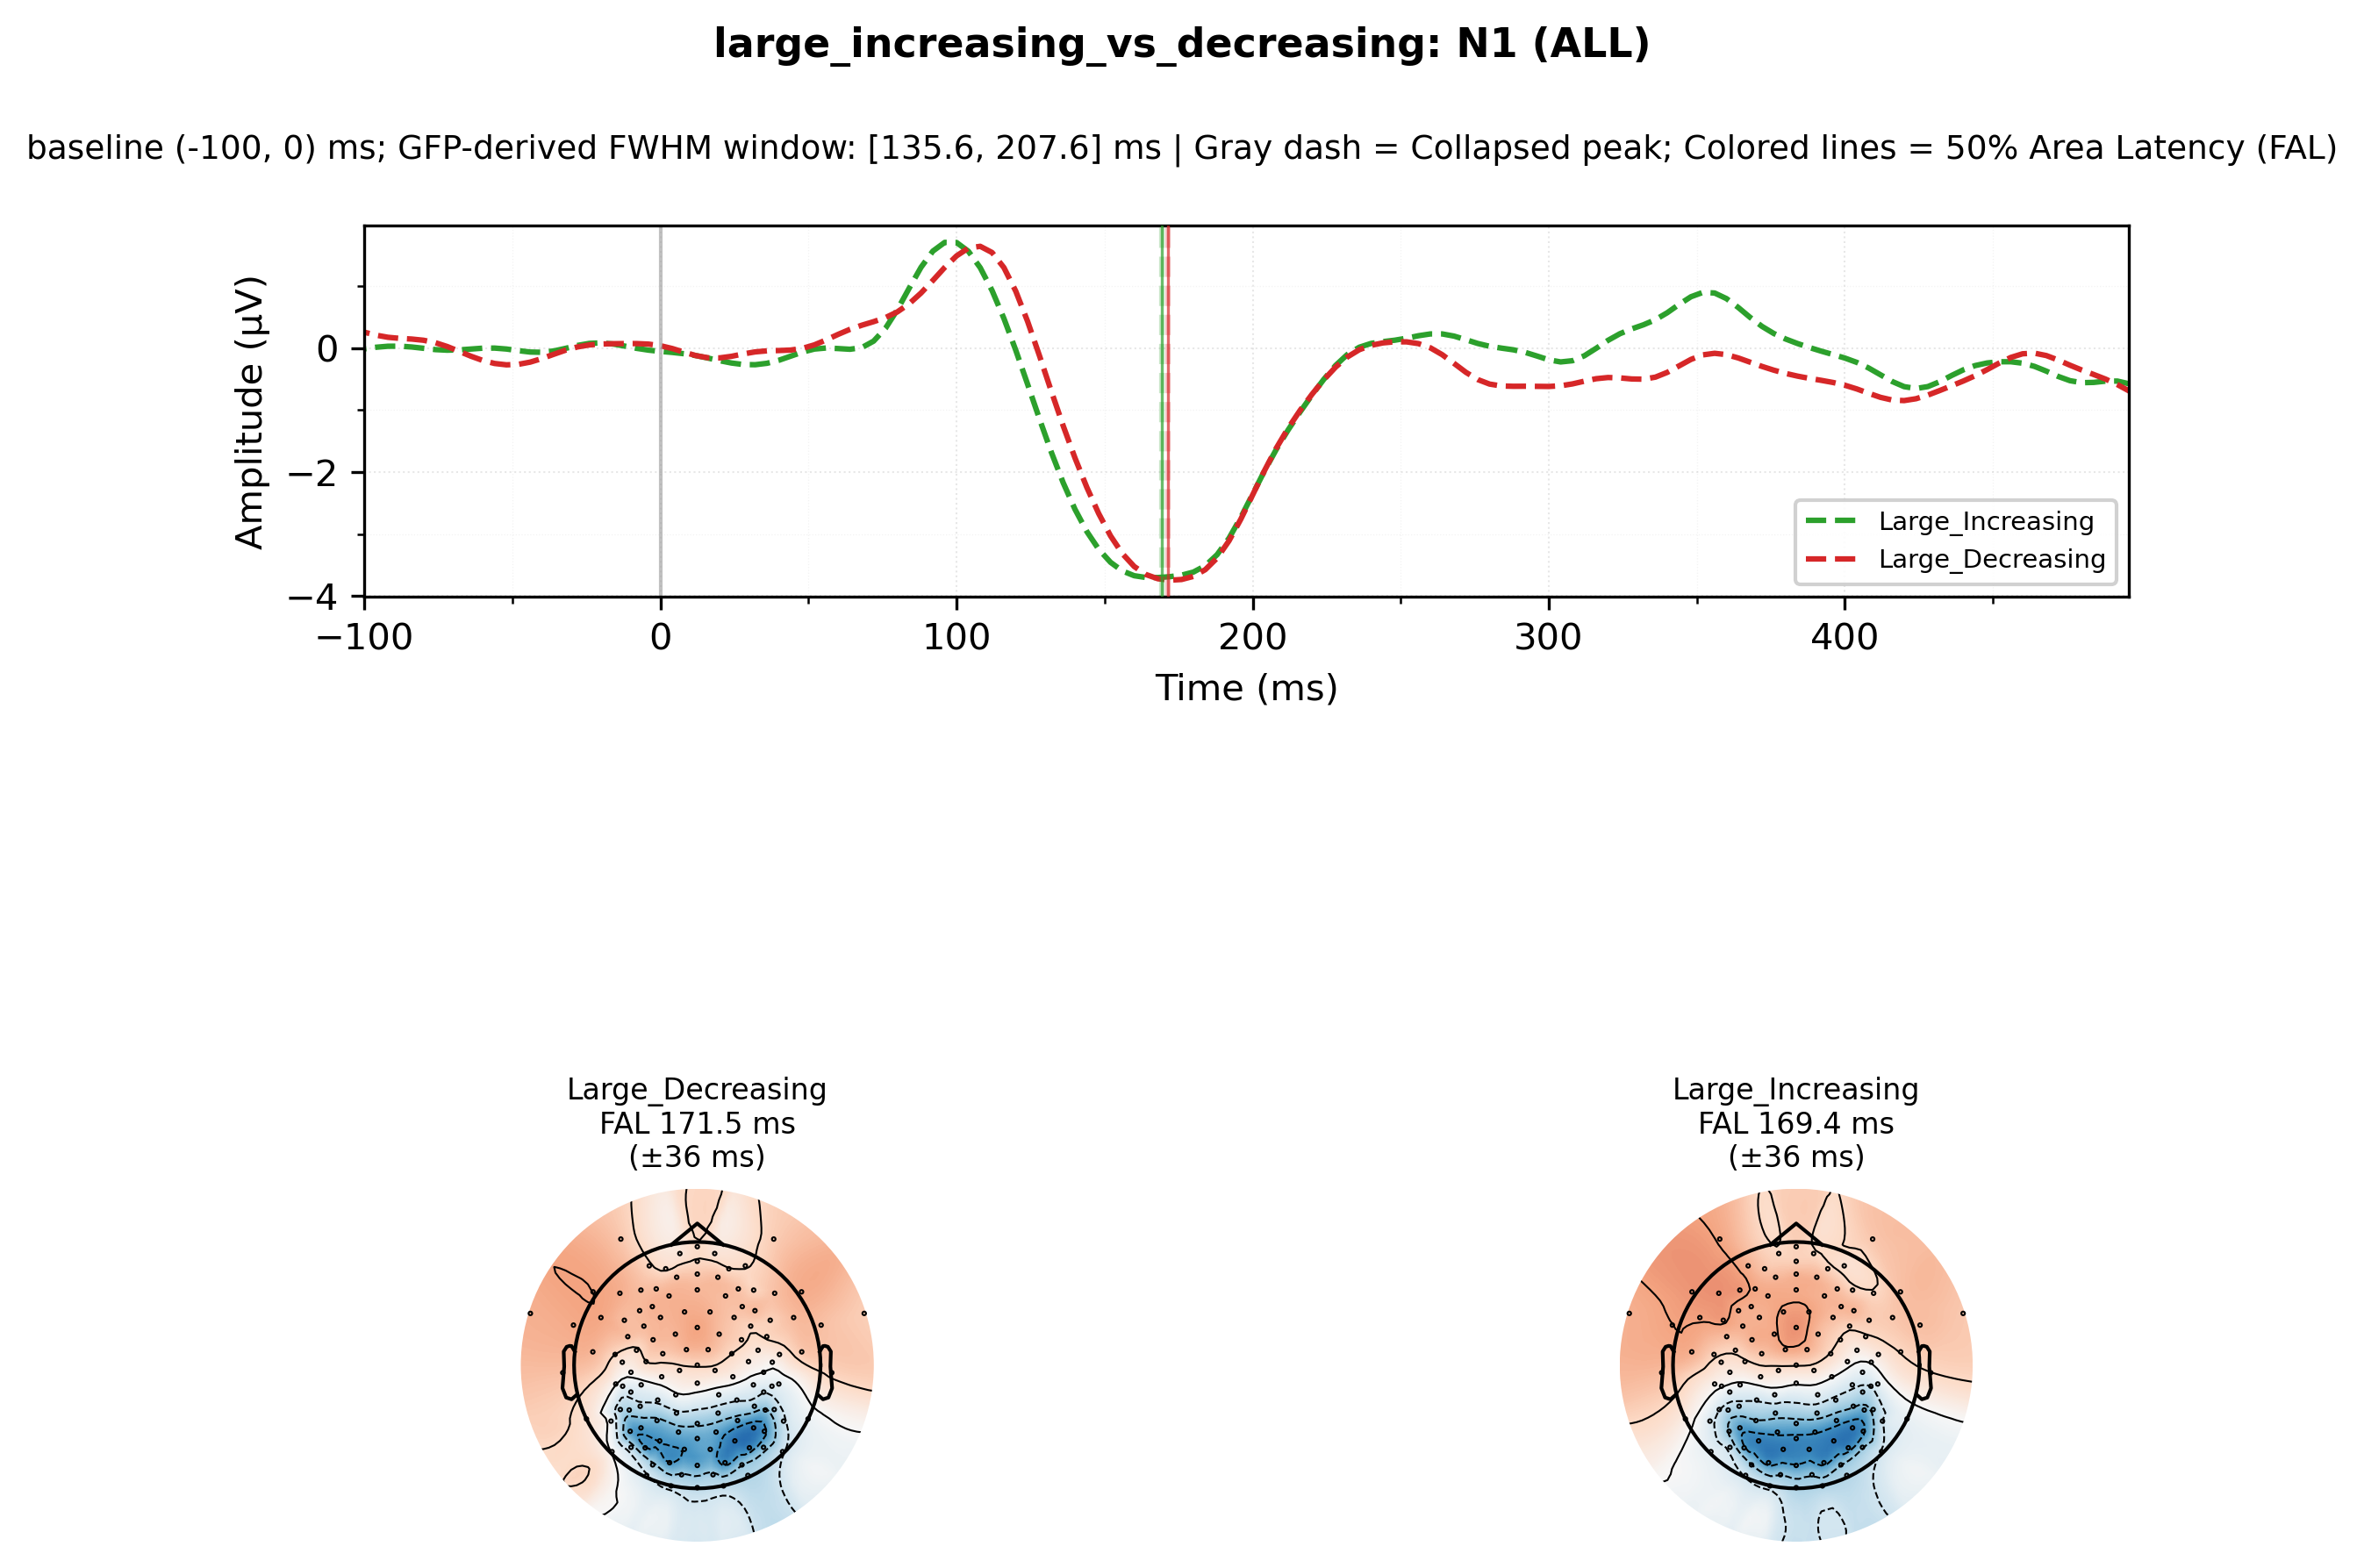 large_increasing_vs_decreasing: N1 (ALL)
baseline (-100, 0) ms; GFP-derived FWHM window: [135.6, 207.6] ms | Gray dash = Collapsed peak; Colored lines = 50% Area Latency (FAL)
Amplitude (µV)
0
−2
−4
−100
0
100
200
300
400
Time (ms)
Large_Increasing
Large_Decreasing
Large_Decreasing
FAL 171.5 ms
(±36 ms)
Large_Increasing
FAL 169.4 ms
(±36 ms)